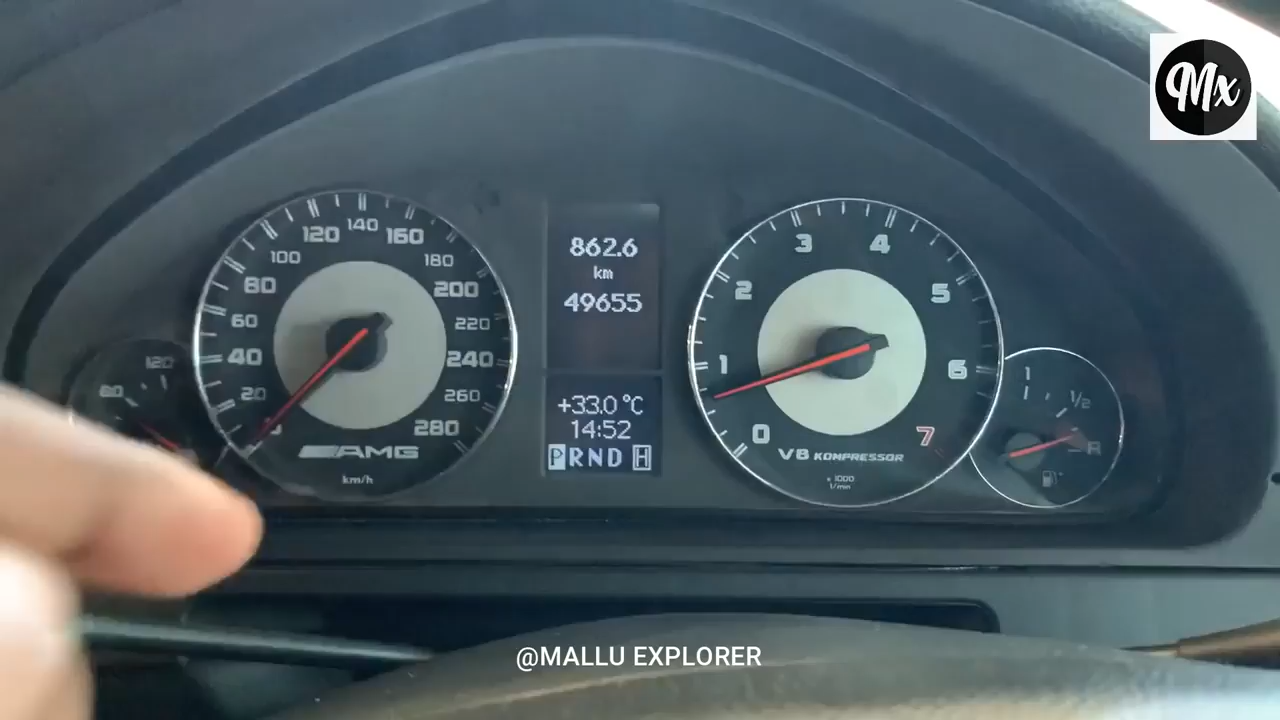 Mx
120
80
0
20
40
60
80
100
120
140
160
180
200
220
240
260
280
AMG
km/h
862.6
km
49655
+33.0 °C
14:52
PRND H
0
1
2
3
4
5
6
7
V8 KOMPRESSOR
x 1000
1/min
1
1/2
R
@MALLU EXPLORER